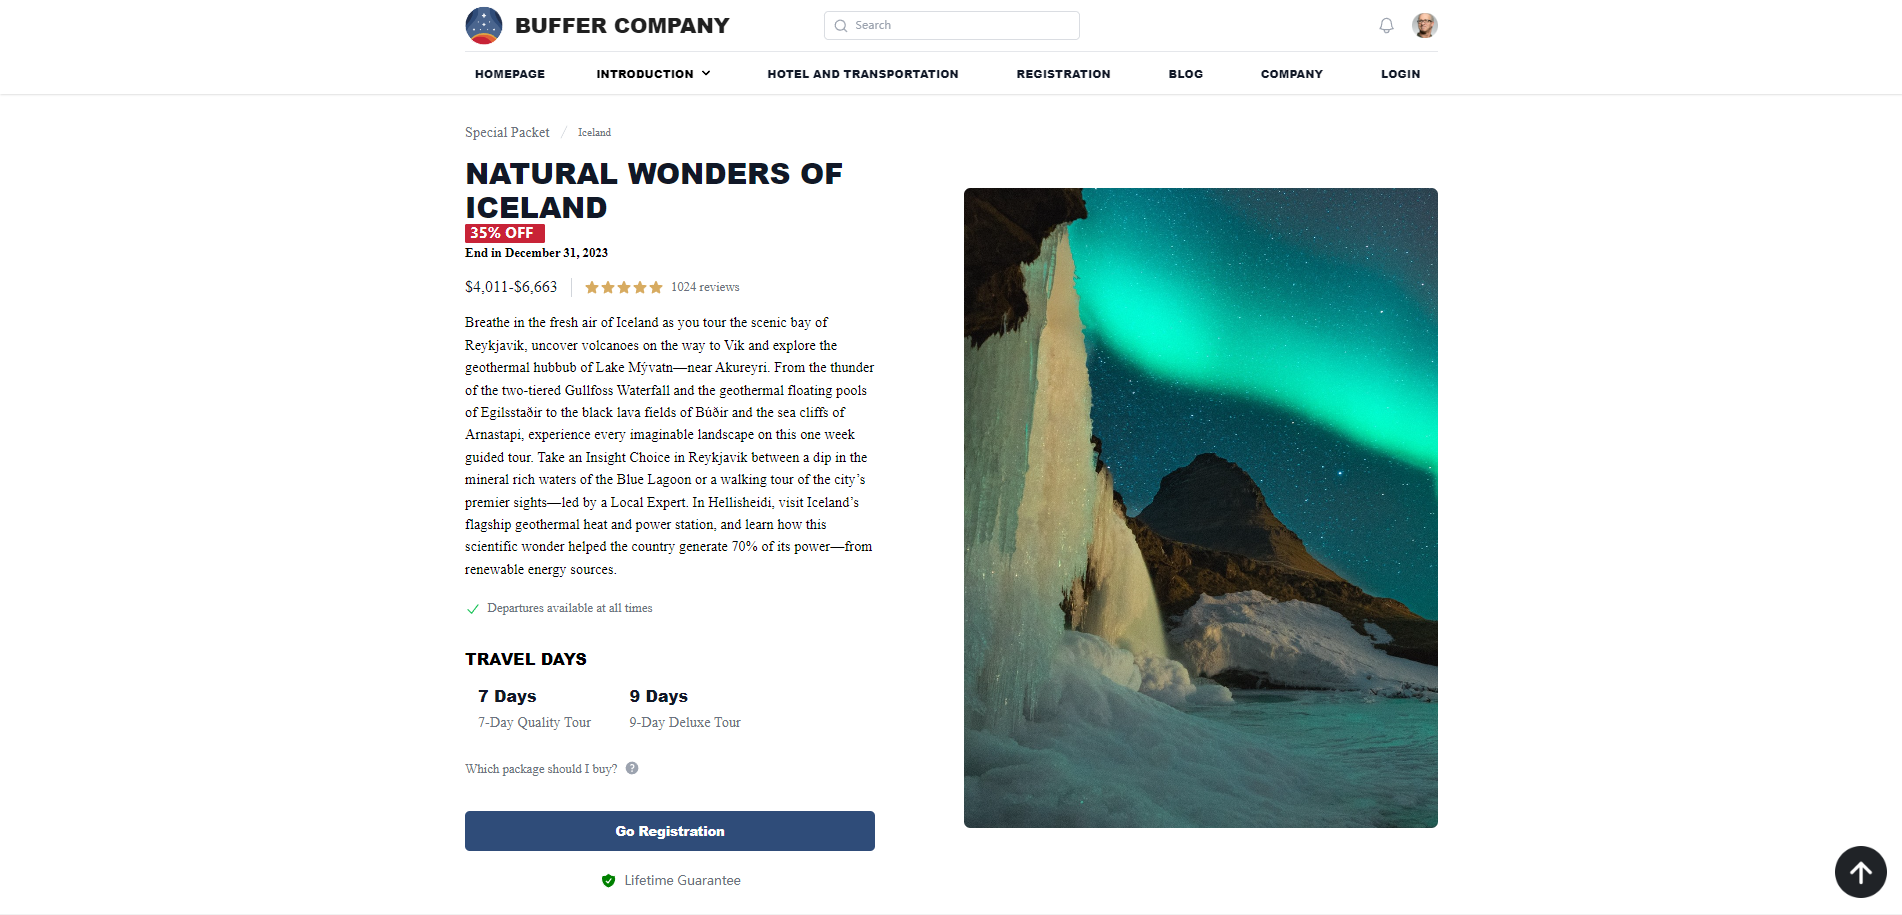 BUFFER COMPANY
Search
HOMEPAGE INTRODUCTION HOTEL AND TRANSPORTATION REGISTRATION BLOG COMPANY LOGIN
Special Packet / Iceland
NATURAL WONDERS OF
ICELAND
35% OFF
End in December 31, 2023
$4,011-$6,663 1024 reviews
Breathe in the fresh air of Iceland as you tour the scenic bay of
Reykjavik, uncover volcanoes on the way to Vik and explore the
geothermal hubbub of Lake Mývatn—near Akureyri. From the thunder
of the two-tiered Gullfoss Waterfall and the geothermal floating pools
of Egilsstaðir to the black lava fields of Búðir and the sea cliffs of
Arnastapi, experience every imaginable landscape on this one week
guided tour. Take an Insight Choice in Reykjavik between a dip in the
mineral rich waters of the Blue Lagoon or a walking tour of the city’s
premier sights—led by a Local Expert. In Hellisheidi, visit Iceland’s
flagship geothermal heat and power station, and learn how this
scientific wonder helped the country generate 70% of its power—from
renewable energy sources.
Departures available at all times
TRAVEL DAYS
7 Days 9 Days
7-Day Quality Tour 9-Day Deluxe Tour
Which package should I buy? ?
Go Registration
Lifetime Guarantee